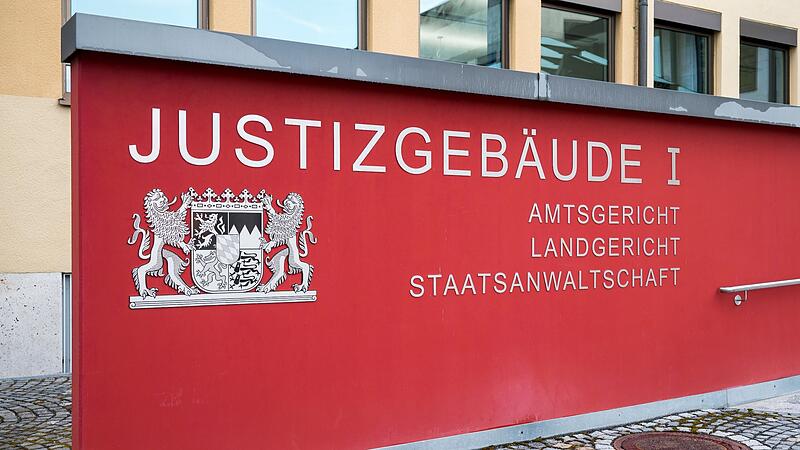 JUSTIZGEBÄUDE I
AMTSGERICHT
LANDGERICHT
STAATSANWALTSCHAFT